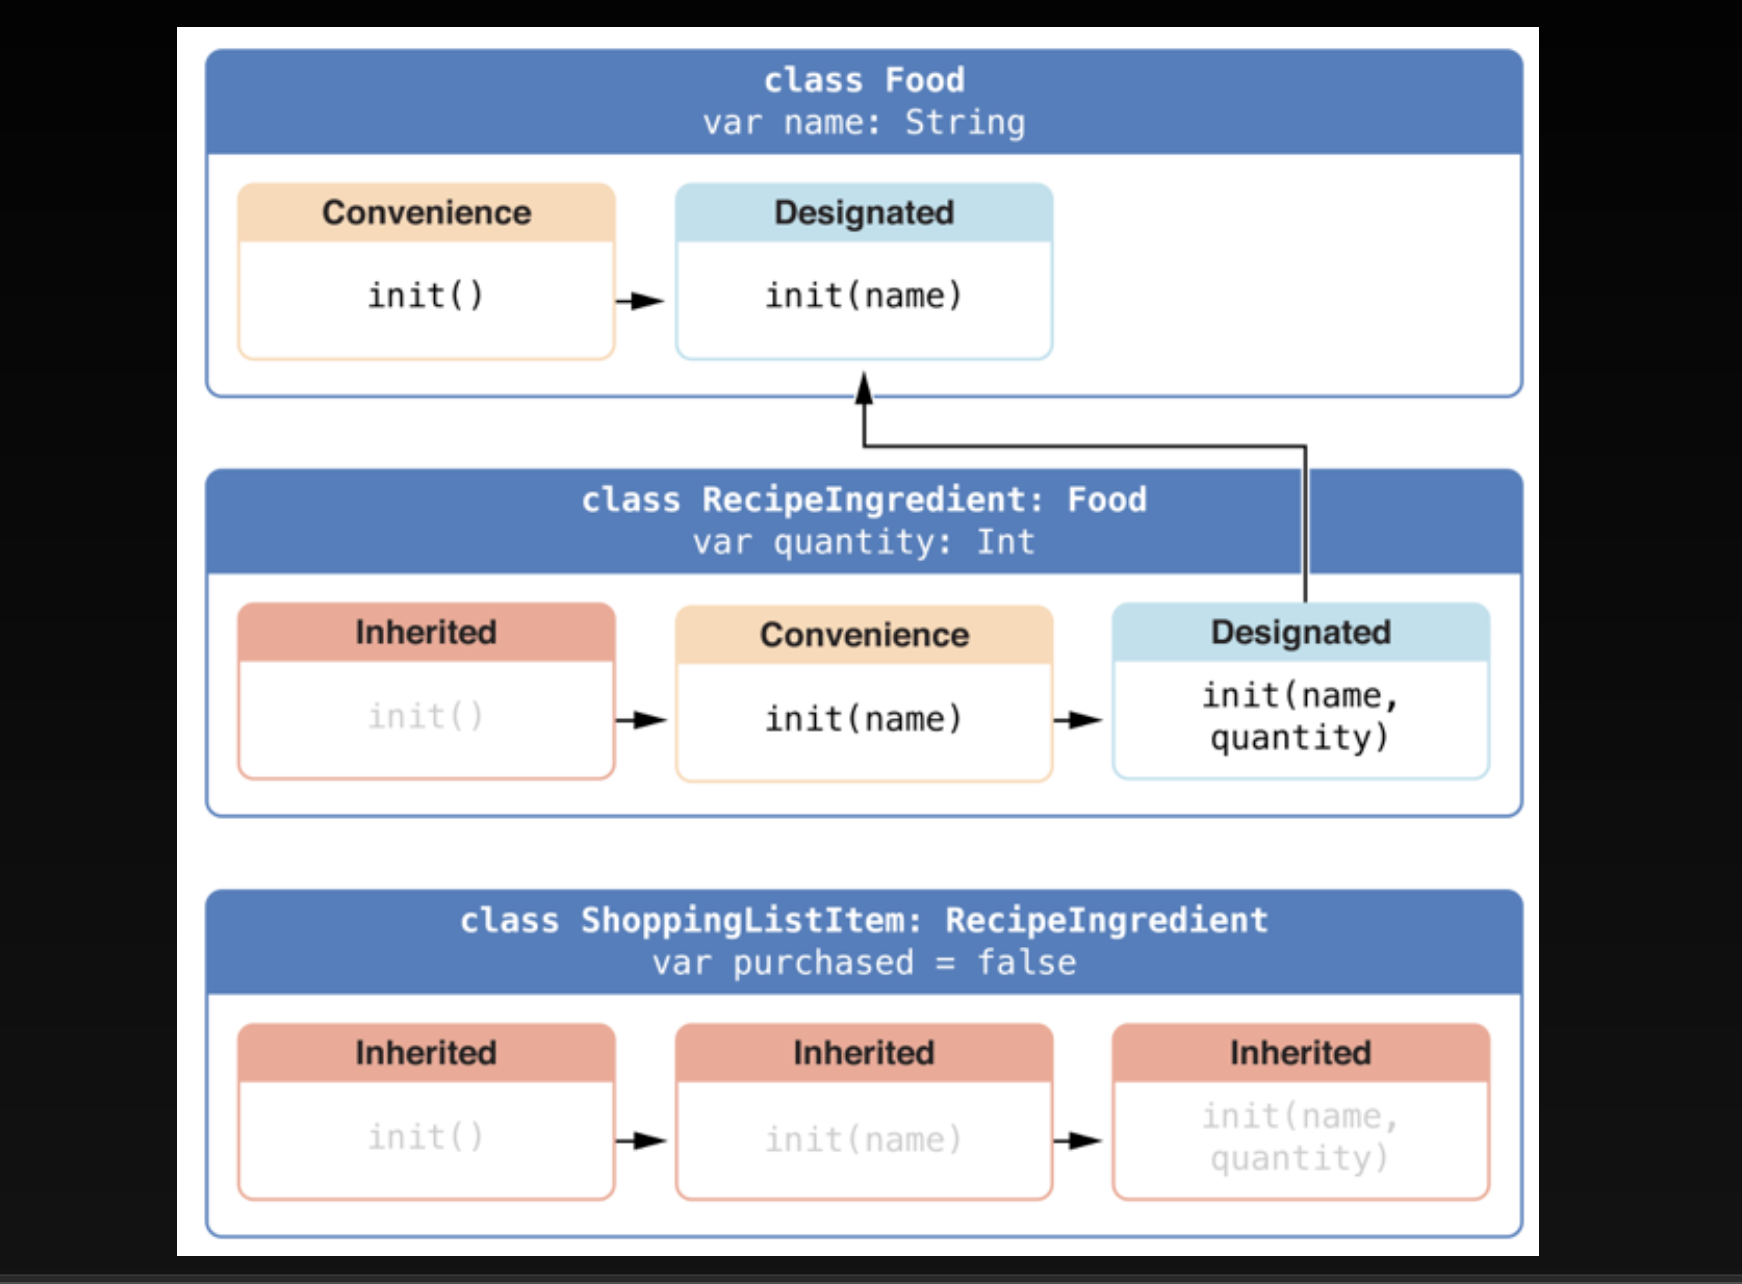 class Food
var name: String
Convenience
Designated
init()
init(name)
class RecipeIngredient: Food
var quantity: Int
Inherited
Convenience
Designated
init()
init(name)
init(name,
quantity)
class ShoppingListItem: RecipeIngredient
var purchased = false
Inherited
Inherited
Inherited
init()
init(name)
init(name,
quantity)